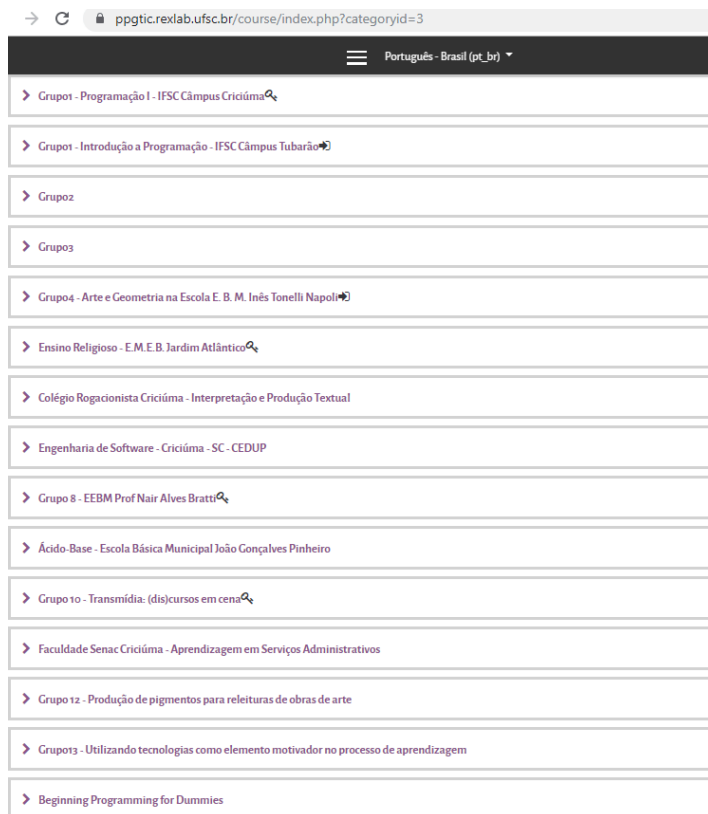 ppgtic.rexlab.ufsc.br/course/index.php?categoryid=3
Português - Brasil (pt_br)
Grupo1 - Programação I - IFSC Câmpus Criciúma
Grupo1 - Introdução a Programação - IFSC Câmpus Tubarão
Grupo2
Grupo3
Grupo4 - Arte e Geometria na Escola E. B. M. Inês Tonelli Napoli
Ensino Religioso - E.M.E.B. Jardim Atlântico
Colégio Rogacionista Criciúma - Interpretação e Produção Textual
Engenharia de Software - Criciúma - SC - CEDUP
Grupo 8 - EEBM Prof Nair Alves Bratti
Ácido-Base - Escola Básica Municipal João Gonçalves Pinheiro
Grupo 10 - Transmídia: (dis)cursos em cena
Faculdade Senac Criciúma - Aprendizagem em Serviços Administrativos
Grupo 12 - Produção de pigmentos para releituras de obras de arte
Grupo13 - Utilizando tecnologias como elemento motivador no processo de aprendizagem
Beginning Programming for Dummies